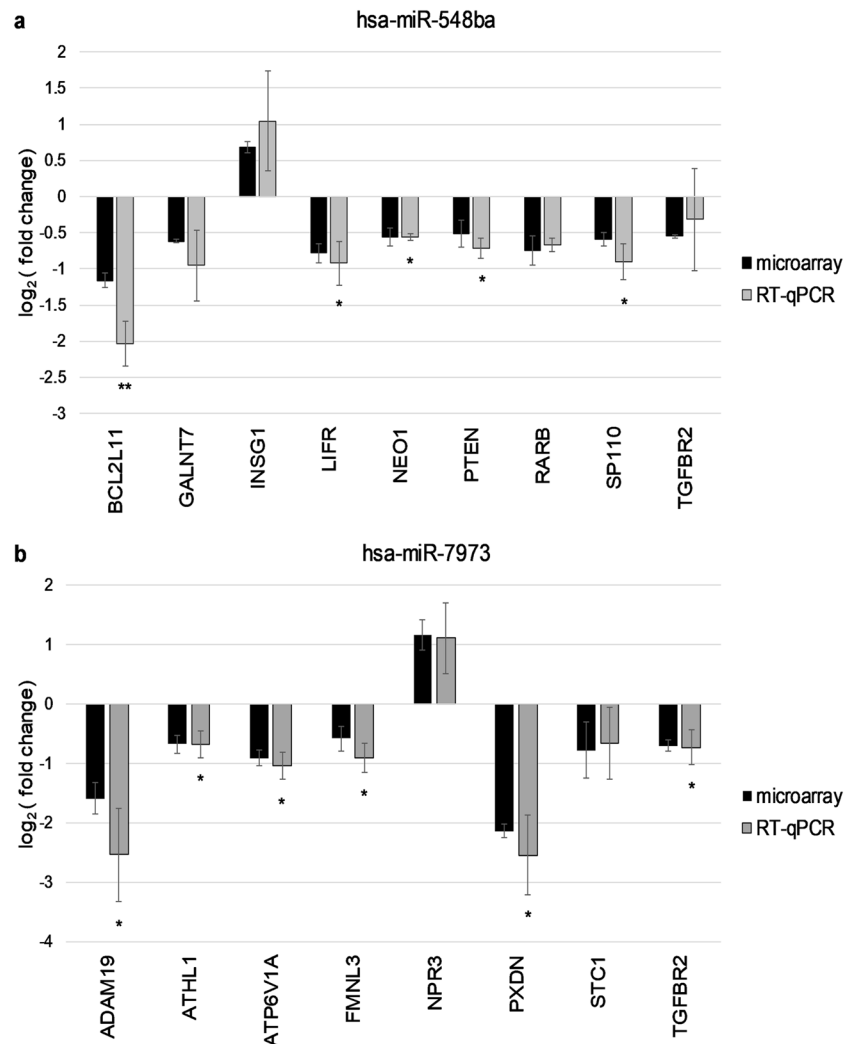 a
hsa-miR-548ba
2
1.5
1
0.5
0
-0.5
-1
-1.5
-2
-2.5
-3
log₂ ( fold change)
**
*
*
*
*
BCL2L11
GALNT7
INSG1
LIFR
NEO1
PTEN
RARB
SP110
TGFBR2
microarray
RT-qPCR
b
hsa-miR-7973
2
1
0
-1
-2
-3
-4
log₂ ( fold change)
*
*
*
*
*
*
ADAM19
ATHL1
ATP6V1A
FMNL3
NPR3
PXDN
STC1
TGFBR2
microarray
RT-qPCR